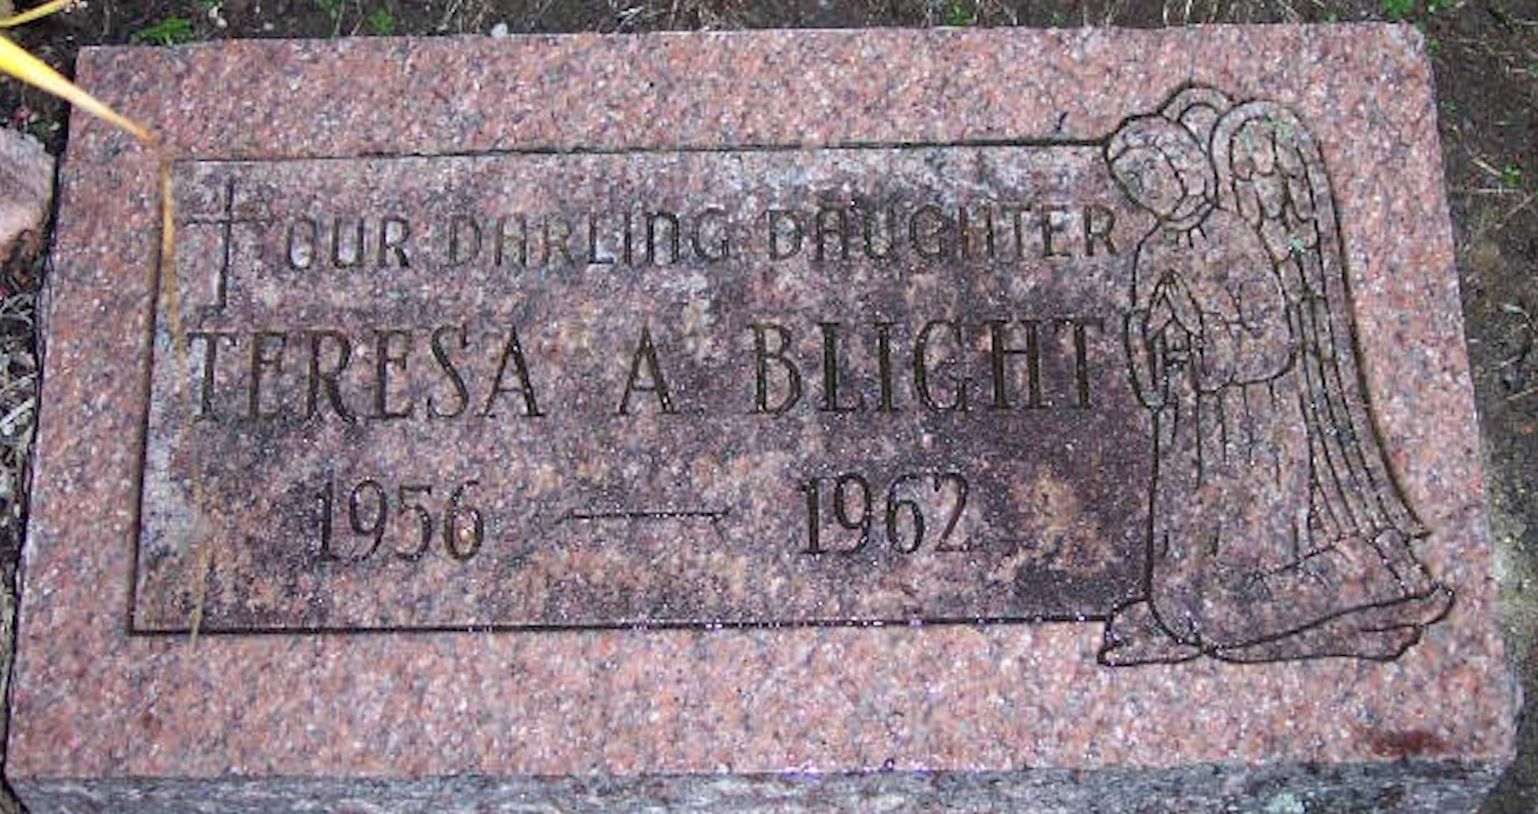 OUR DARLING DAUGHTER
TERESA A BLIGHT
1956 — 1962